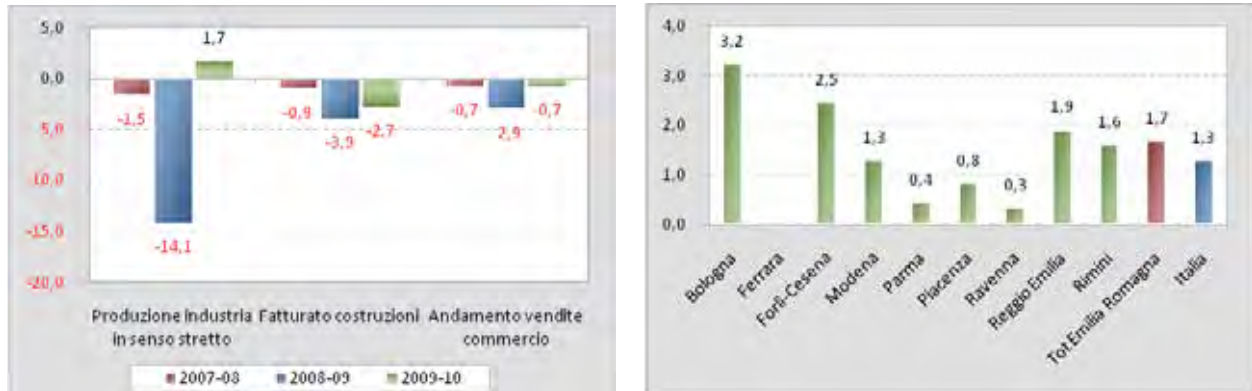 5,0
0,0
-5,0
-10,0
-15,0
-20,0
1,7
-1,5
-14,1
-0,9
-3,9
-2,7
-0,7
2,9
-0,7
Produzione industria in senso stretto
Fatturato costruzioni
Andamento vendite commercio
2007-08 2008-09 2009-10
4,0
3,0
2,0
1,0
0,0
3,2
2,5
1,3
0,4
0,8
0,3
1,9
1,6
1,7
1,3
Bologna
Ferrara
Forlì-Cesena
Modena
Parma
Piacenza
Ravenna
Reggio Emilia
Rimini
Tot Emilia Romagna
Italia